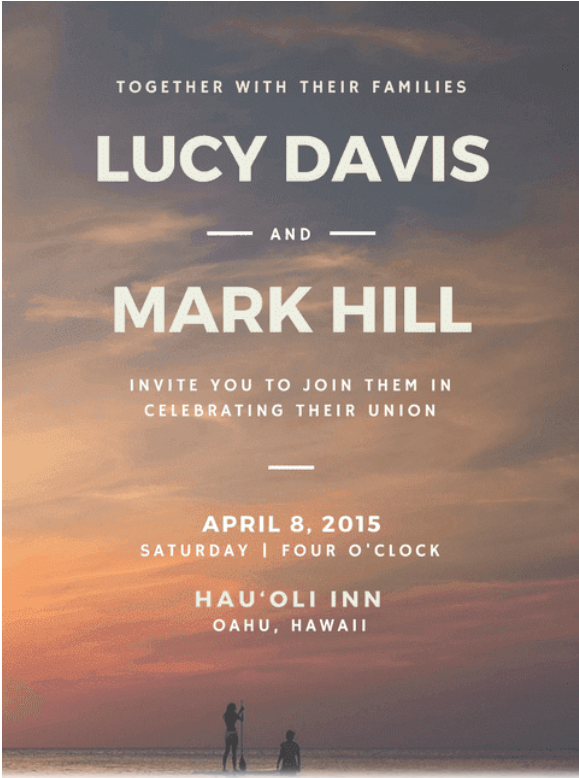 TOGETHER WITH THEIR FAMILIES
LUCY DAVIS
AND
MARK HILL
INVITE YOU TO JOIN THEM IN
CELEBRATING THEIR UNION
APRIL 8, 2015
SATURDAY | FOUR O'CLOCK
HAU‘OLI INN
OAHU, HAWAII